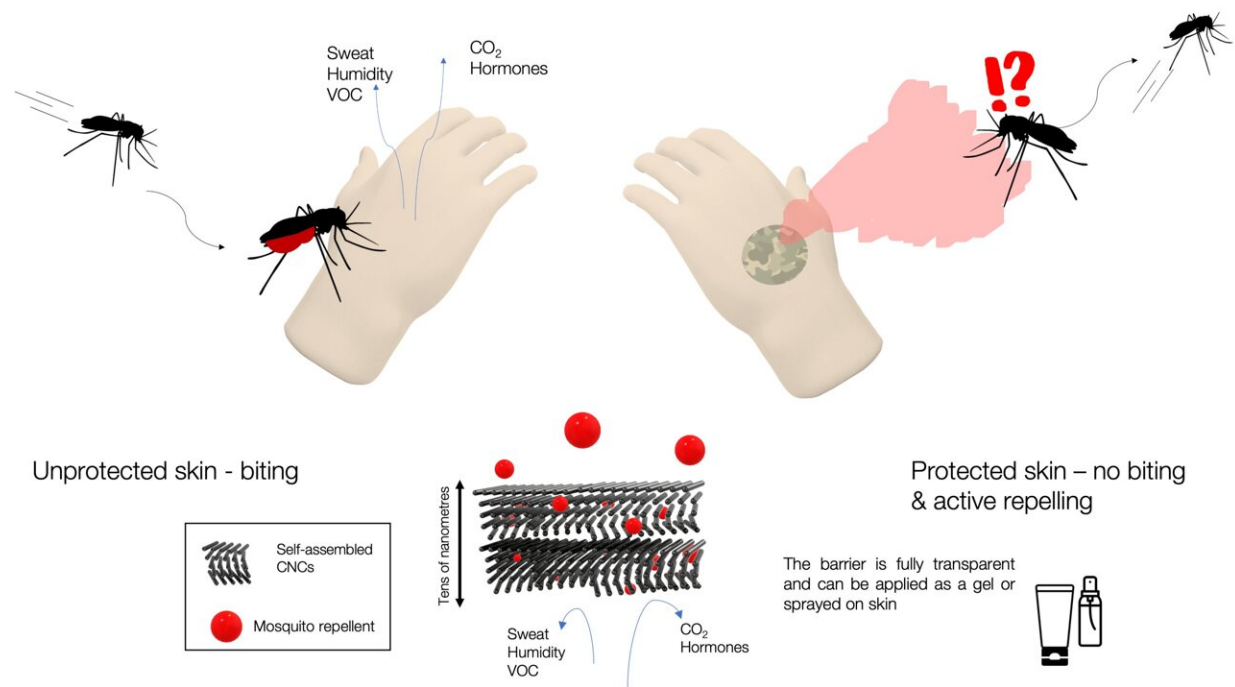 Sweat
Humidity
VOC
CO2
Hormones
!?
Unprotected skin - biting
Self-assembled
CNCs
Mosquito repellent
Tens of nanometres
Sweat
Humidity
VOC
CO2
Hormones
Protected skin – no biting
& active repelling
The barrier is fully transparent
and can be applied as a gel or
sprayed on skin